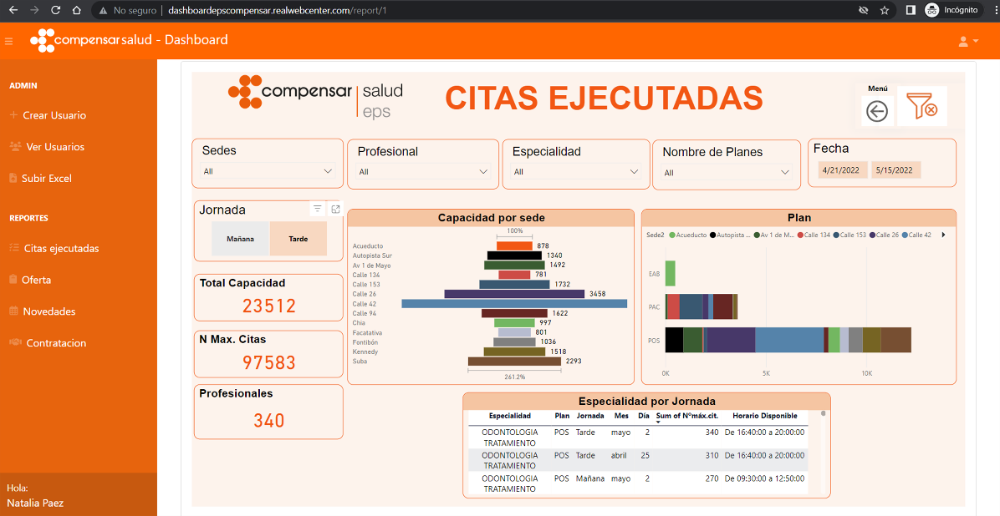 No seguro | dashboardepscompensar.realwebcenter.com/report/1
Incógnito
compensar salud - Dashboard
ADMIN
Crear Usuario
Ver Usuarios
Subir Excel
REPORTES
Citas ejecutadas
Oferta
Novedades
Contratacion
Hola:
Natalia Paez
compensar salud
eps
CITAS EJECUTADAS
Menú
Sedes
All
Profesional
All
Especialidad
All
Nombre de Planes
All
Fecha
4/21/2022 5/15/2022
Jornada
Mañana Tarde
Total Capacidad
23512
N Max. Citas
97583
Profesionales
340
Capacidad por sede
100%
Acueducto 878
Autopista Sur 1340
Av 1 de Mayo 1492
Calle 134 781
Calle 153 1732
Calle 26 3458
Calle 42
Calle 94 1622
Chia 997
Facatativa 801
Fontibón 1036
Kennedy 1518
Suba 2293
261.2%
Plan
Sede2 Acueducto Autopista ... Av 1 de M... Calle 134 Calle 153 Calle 26 Calle 42
EAB
PAC
POS
0K 5K 10K
Especialidad por Jornada
Especialidad Plan Jornada Mes Día Sum of N°máx.cit. Horario Disponible
ODONTOLOGIA POS Tarde mayo 2 340 De 16:40:00 a 20:00:00
TRATAMIENTO
ODONTOLOGIA POS Tarde abril 25 310 De 16:40:00 a 20:00:00
TRATAMIENTO
ODONTOLOGIA POS Mañana mayo 2 270 De 09:30:00 a 12:50:00
TRATAMIENTO